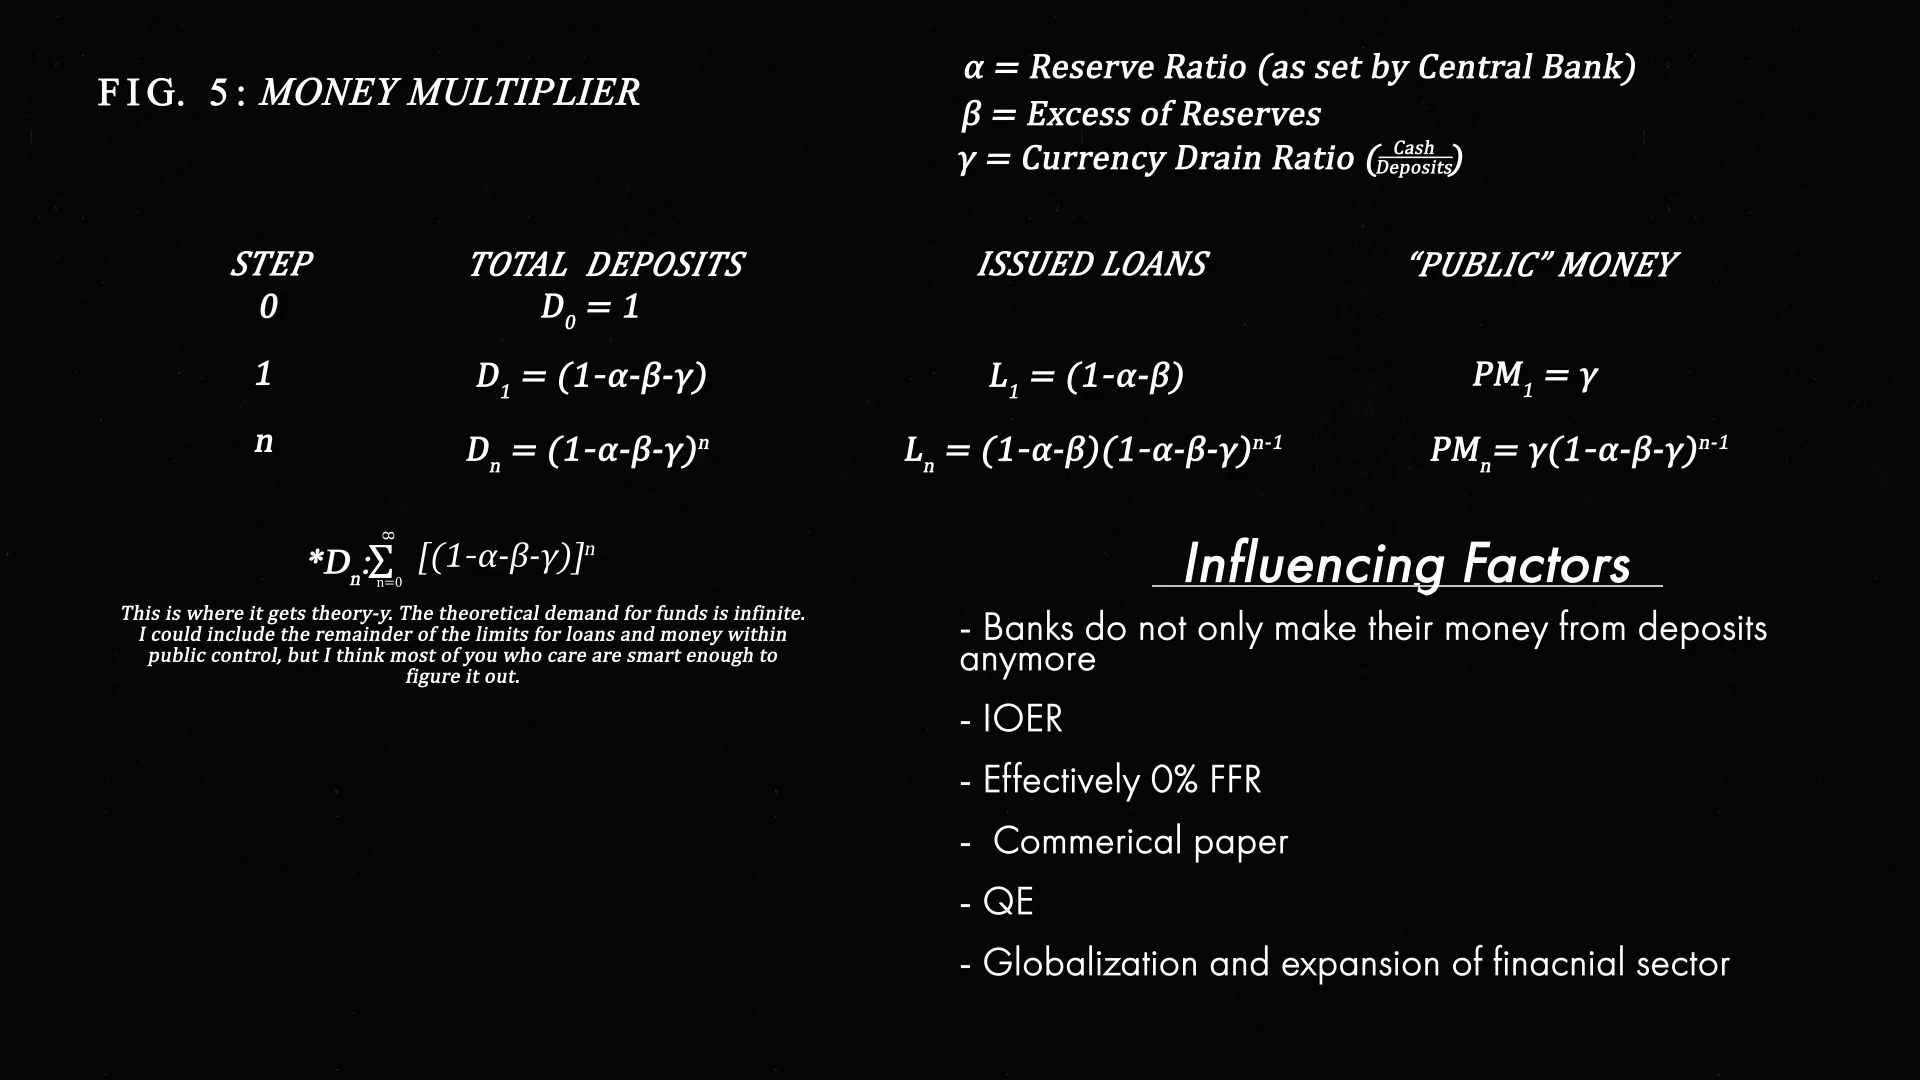 FIG. 5: MONEY MULTIPLIER
α = Reserve Ratio (as set by Central Bank)
β = Excess of Reserves
γ = Currency Drain Ratio (Cash/Deposits)
STEP TOTAL DEPOSITS ISSUED LOANS “PUBLIC” MONEY
0 D₀ = 1
1 D₁ = (1-α-β-γ) L₁ = (1-α-β) PM₁ = γ
n Dₙ = (1-α-β-γ)ⁿ Lₙ = (1-α-β)(1-α-β-γ)ⁿ⁻¹ PMₙ= γ(1-α-β-γ)ⁿ⁻¹
*Dₙ: ∞ Σ n=0 [(1-α-β-γ)]ⁿ
This is where it gets theory-y. The theoretical demand for funds is infinite.
I could include the remainder of the limits for loans and money within
public control, but I think most of you who care are smart enough to
figure it out.
Influencing Factors
- Banks do not only make their money from deposits
anymore
- IOER
- Effectively 0% FFR
- Commerical paper
- QE
- Globalization and expansion of finacnial sector